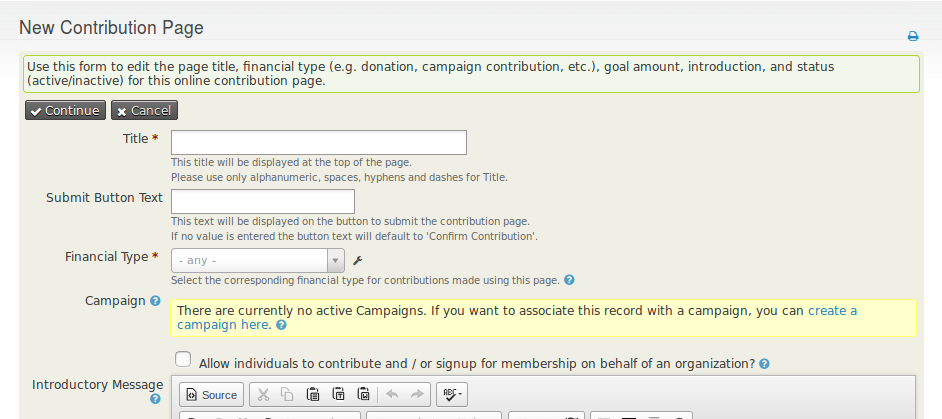 New Contribution Page
Use this form to edit the page title, financial type (e.g. donation, campaign contribution, etc.), goal amount, introduction, and status
(active/inactive) for this online contribution page.
Continue Cancel
Title *
This title will be displayed at the top of the page.
Please use only alphanumeric, spaces, hyphens and dashes for Title.
Submit Button Text
This text will be displayed on the button to submit the contribution page.
If no value is entered the button text will default to 'Confirm Contribution'.
Financial Type * - any -
Select the corresponding financial type for contributions made using this page. ?
Campaign ?
There are currently no active Campaigns. If you want to associate this record with a campaign, you can create a
campaign here. ?
Allow individuals to contribute and / or signup for membership on behalf of an organization? ?
Introductory Message ?
Source ABC